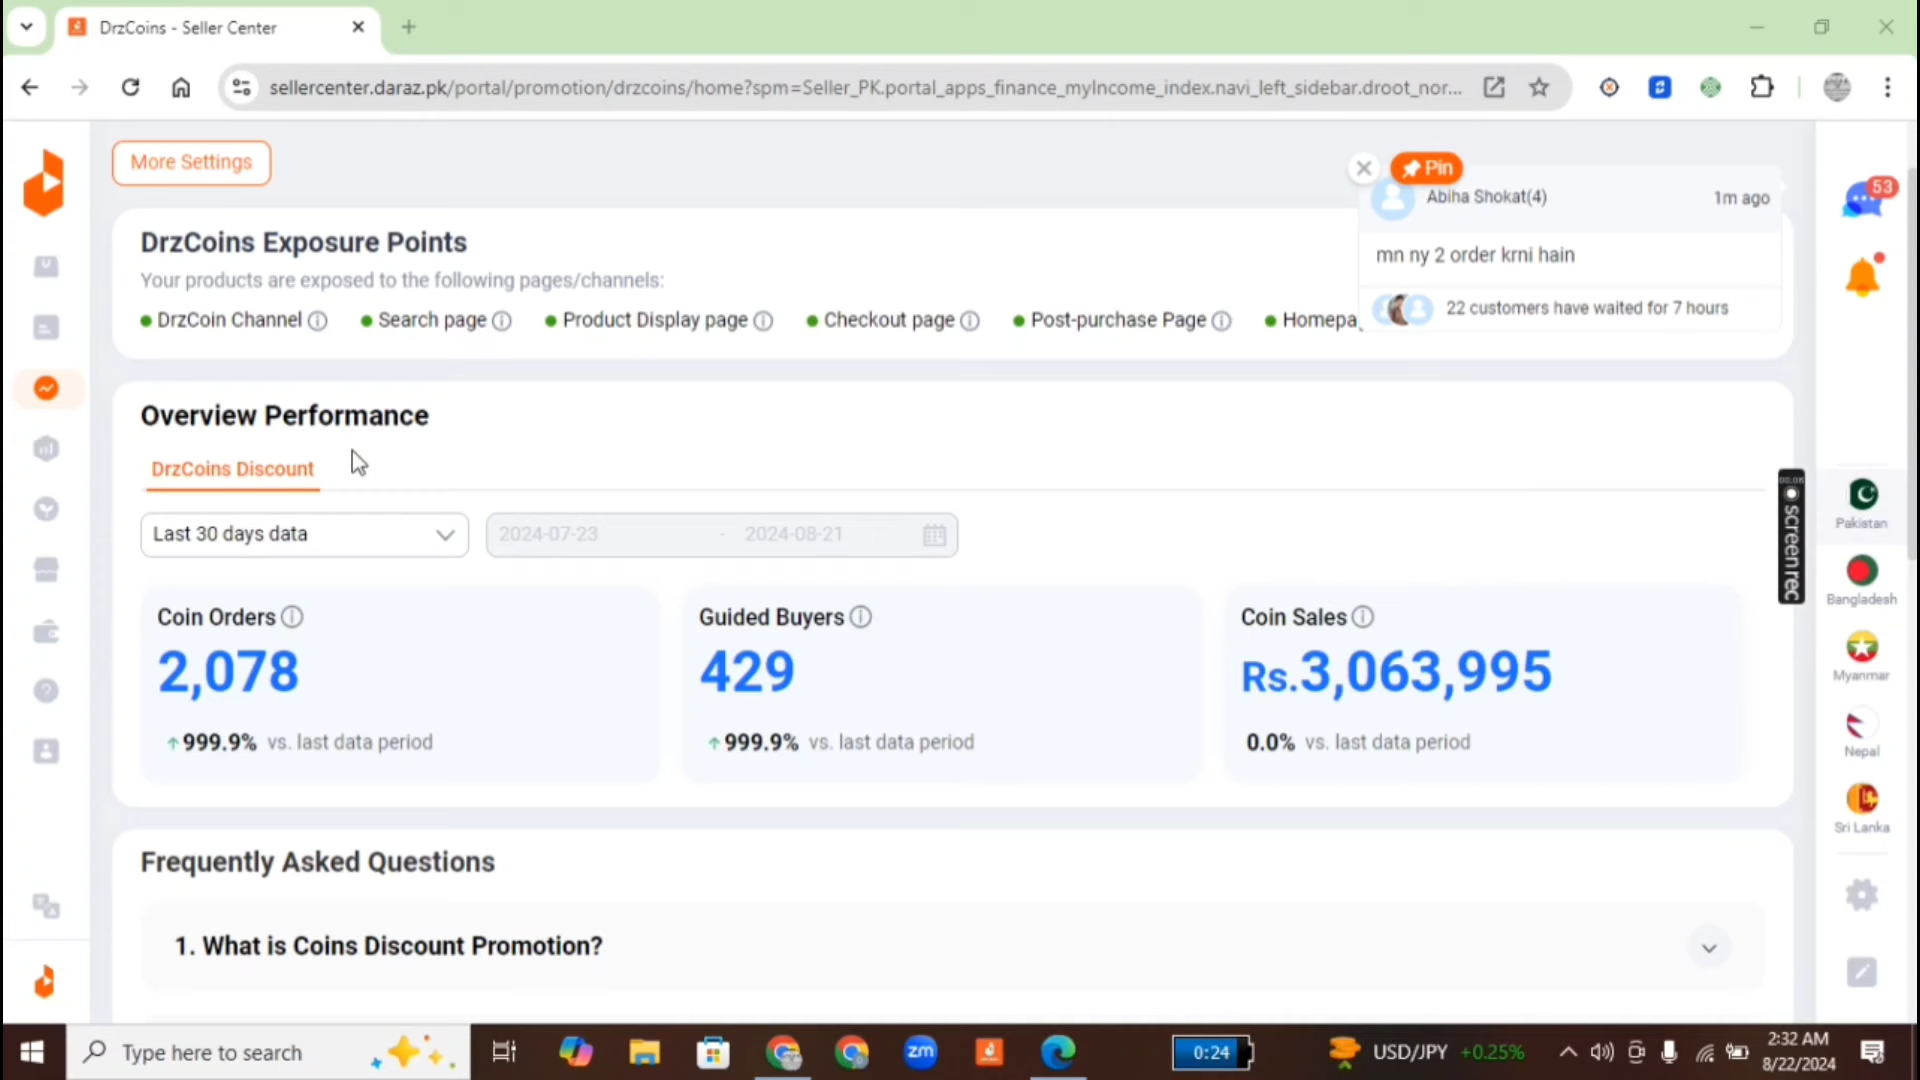 DrzCoins - Seller Center
sellercenter.daraz.pk/portal/promotion/drzcoins/home?spm=Seller_PK.portal_apps_finance_myIncome_index.navi_left_sidebar.droot_nor...
More Settings
Pin
Abiha Shokat(4)
1m ago
mn ny 2 order krni hain
22 customers have waited for 7 hours
53
DrzCoins Exposure Points
Your products are exposed to the following pages/channels:
DrzCoin Channel
Search page
Product Display page
Checkout page
Post-purchase Page
Homepa
Overview Performance
DrzCoins Discount
Last 30 days data
2024-07-23 - 2024-08-21
Coin Orders
2,078
999.9% vs. last data period
Guided Buyers
429
999.9% vs. last data period
Coin Sales
Rs.3,063,995
0.0% vs. last data period
screenrec
Pakistan
Bangladesh
Myanmar
Nepal
Sri Lanka
Frequently Asked Questions
1. What is Coins Discount Promotion?
Type here to search
zm
0:24
USD/JPY +0.25%
2:32 AM
8/22/2024